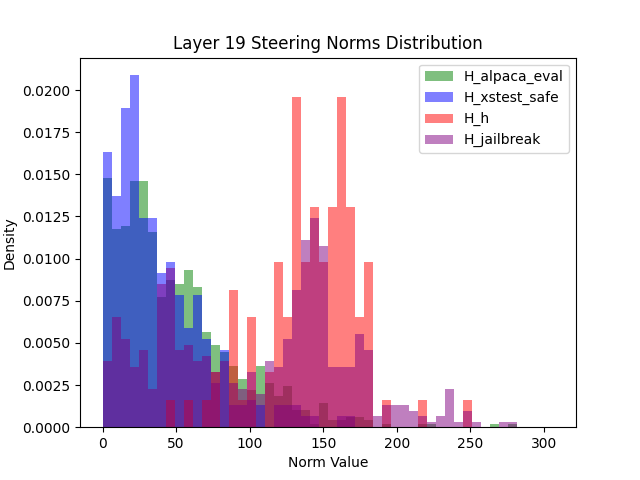 Layer 19 Steering Norms Distribution
H_alpaca_eval
H_xstest_safe
H_h
H_jailbreak
Density
0.0200
0.0175
0.0150
0.0125
0.0100
0.0075
0.0050
0.0025
0.0000
0 50 100 150 200 250 300
Norm Value